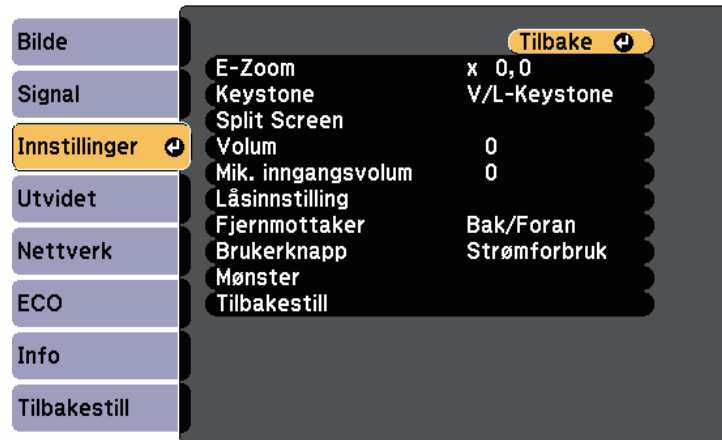 Bilde
Signal
Innstillinger
Utvidet
Nettverk
ECO
Info
Tilbakestill
Tilbake
E-Zoom x 0,0
Keystone V/L-Keystone
Split Screen
Volum 0
Mik. inngangsvolum 0
Låsinnstilling
Fjernmottaker Bak/Foran
Brukerknapp Strømforbruk
Mønster
Tilbakestill